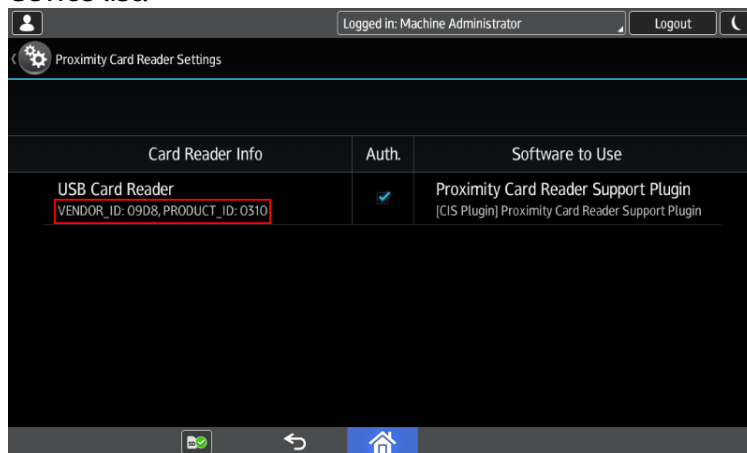 Logged in: Machine Administrator
Logout
Proximity Card Reader Settings
Card Reader Info
Auth.
Software to Use
USB Card Reader
Proximity Card Reader Support Plugin
VENDOR_ID: 09D8, PRODUCT_ID: 0310
[CIS Plugin] Proximity Card Reader Support Plugin